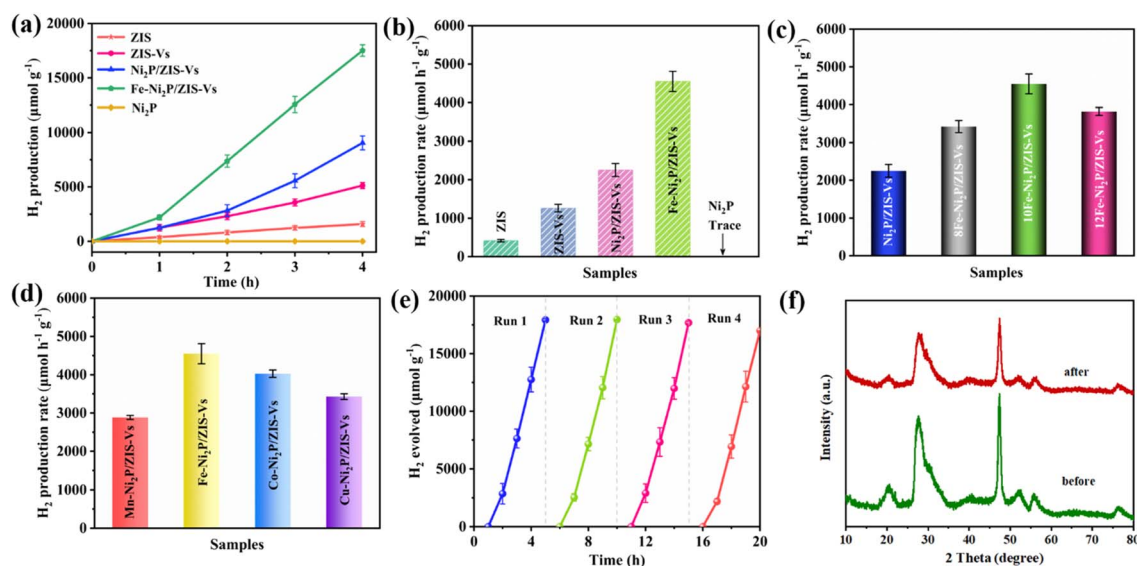 (a)
20000
15000
10000
5000
0
H₂ production (μmol g⁻¹)
ZIS
ZIS-Vs
Ni₂P/ZIS-Vs
Fe-Ni₂P/ZIS-Vs
Ni₂P
0 1 2 3 4
Time (h)
(b)
6000
5000
4000
3000
2000
1000
0
H₂ production rate (μmol h⁻¹ g⁻¹)
ZIS
ZIS-Vs
Ni₂P/ZIS-Vs
Fe-Ni₂P/ZIS-Vs
Ni₂P
Trace
Samples
(c)
6000
5000
4000
3000
2000
1000
0
H₂ production rate (μmol h⁻¹ g⁻¹)
Ni₂P/ZIS-Vs
8Fe-Ni₂P/ZIS-Vs
10Fe-Ni₂P/ZIS-Vs
12Fe-Ni₂P/ZIS-Vs
Samples
(d)
6000
5000
4000
3000
2000
1000
0
H₂ production rate (μmol h⁻¹ g⁻¹)
Mn-Ni₂P/ZIS-Vs
Fe-Ni₂P/ZIS-Vs
Co-Ni₂P/ZIS-Vs
Cu-Ni₂P/ZIS-Vs
Samples
(e)
20000
16000
12000
8000
4000
0
H₂ evolved (μmol g⁻¹)
Run 1 Run 2 Run 3 Run 4
0 4 8 12 16 20
Time (h)
(f)
Intensity (a.u.)
after
before
10 20 30 40 50 60 70 80
2 Theta (degree)